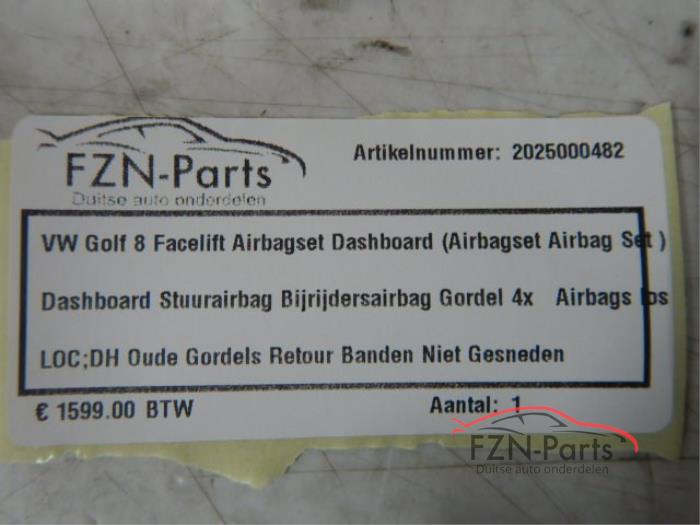 FZN-Parts
Duitse auto onderdelen
Artikelnummer: 2025000482
VW Golf 8 Facelift Airbagset Dashboard (Airbagset Airbag Set )
Dashboard Stuurairbag Bijrijdersairbag Gordel 4x Airbags los
LOC;DH Oude Gordels Retour Banden Niet Gesneden
€ 1599.00 BTW
Aantal: 1
FZN-Parts
Duitse auto onderdelen